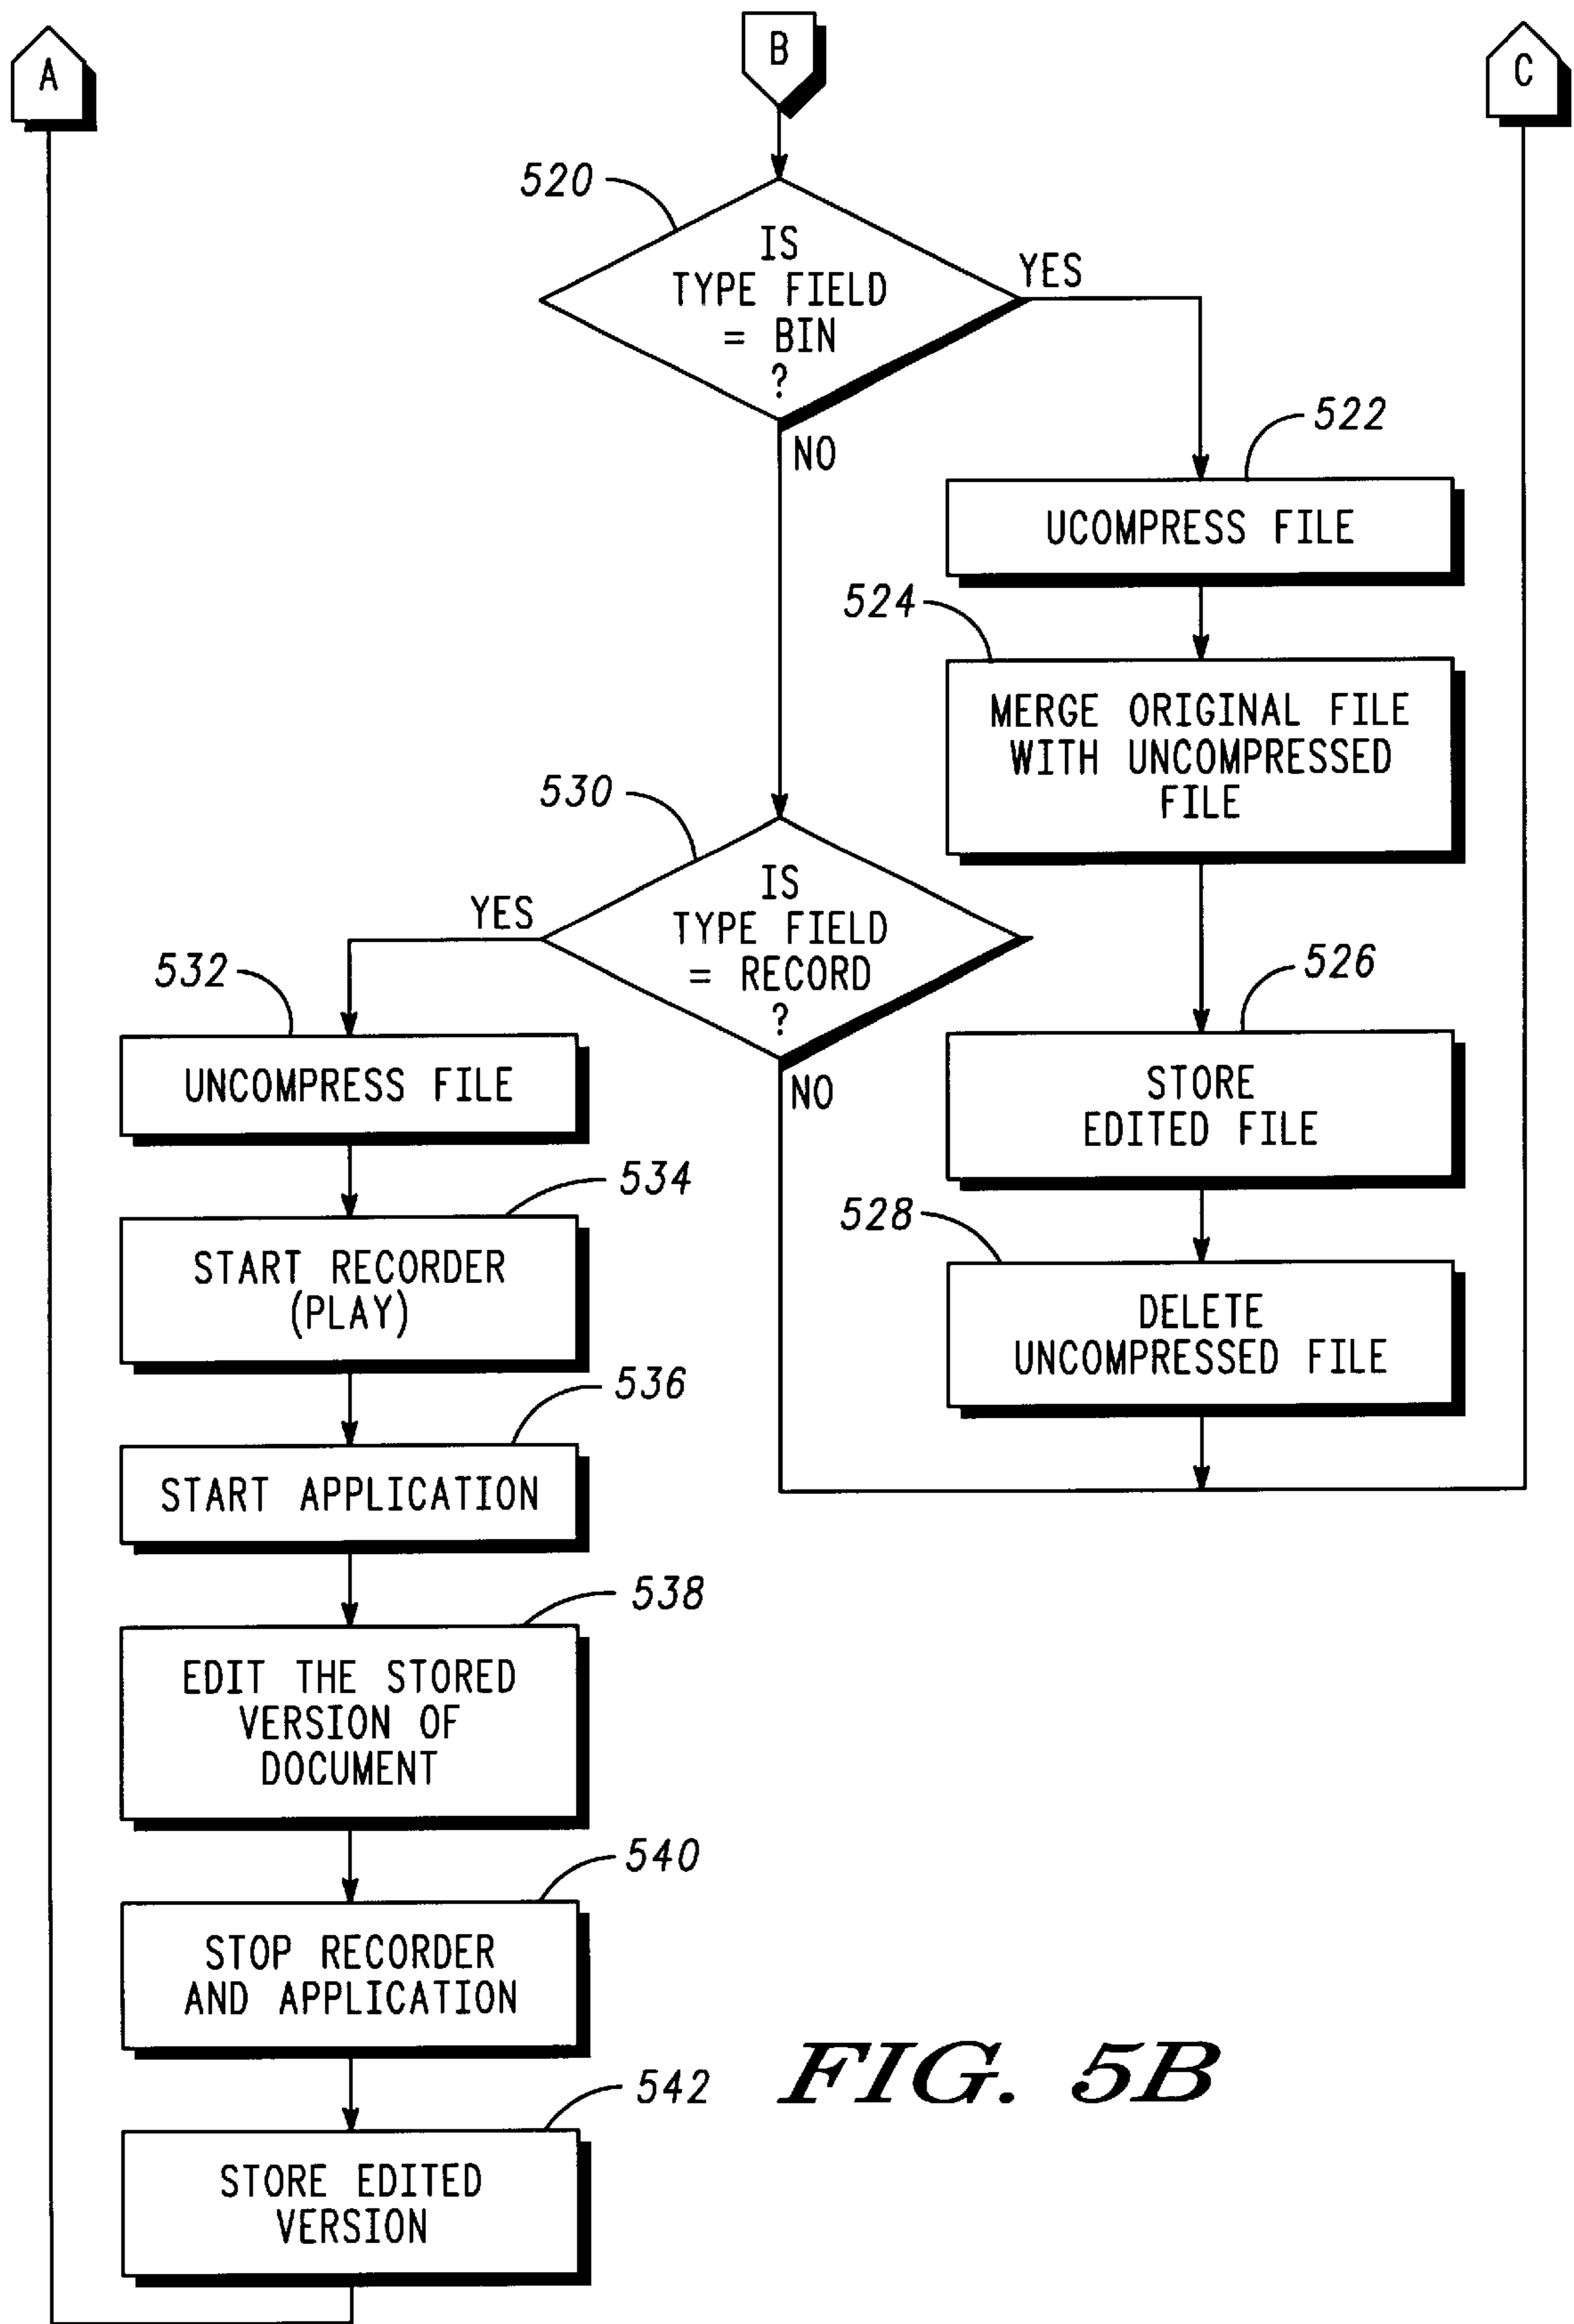 A
B
C
520
IS
TYPE FIELD
= BIN
?
YES
NO
522
UCOMPRESS FILE
524
MERGE ORIGINAL FILE
WITH UNCOMPRESSED
FILE
526
STORE
EDITED FILE
528
DELETE
UNCOMPRESSED FILE
530
IS
TYPE FIELD
= RECORD
?
YES
NO
532
UNCOMPRESS FILE
534
START RECORDER
(PLAY)
536
START APPLICATION
538
EDIT THE STORED
VERSION OF
DOCUMENT
540
STOP RECORDER
AND APPLICATION
542
STORE EDITED
VERSION
FIG. 5B